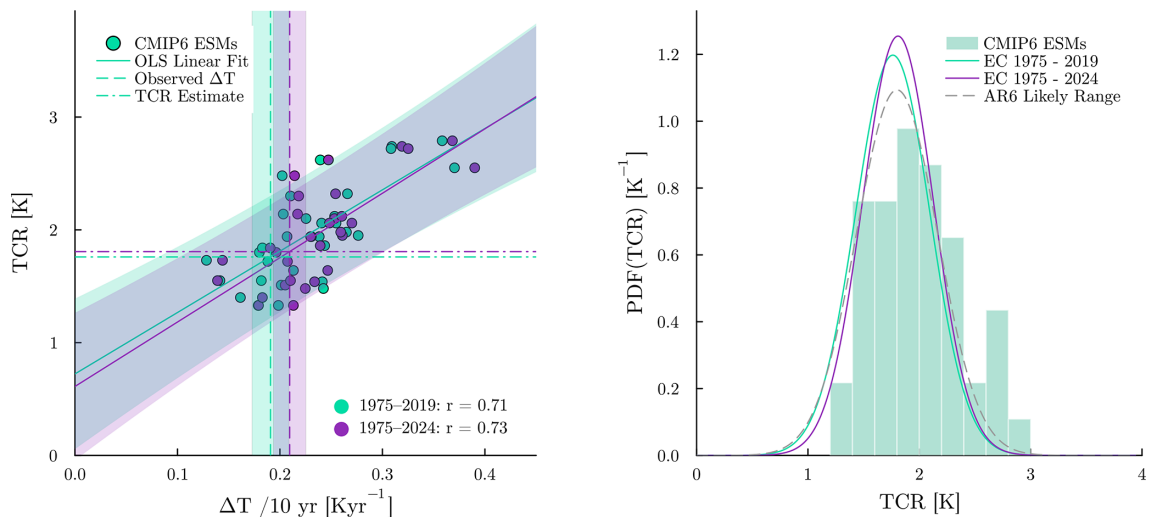 CMIP6 ESMs
OLS Linear Fit
Observed ΔT
TCR Estimate
3
2
1
0
TCR [K]
1975–2019: r = 0.71
1975–2024: r = 0.73
0.0 0.1 0.2 0.3 0.4
ΔT /10 yr [Kyr⁻¹]
CMIP6 ESMs
EC 1975 - 2019
EC 1975 - 2024
AR6 Likely Range
1.2
1.0
0.8
0.6
0.4
0.2
0.0
PDF(TCR) [K⁻¹]
0 1 2 3 4
TCR [K]